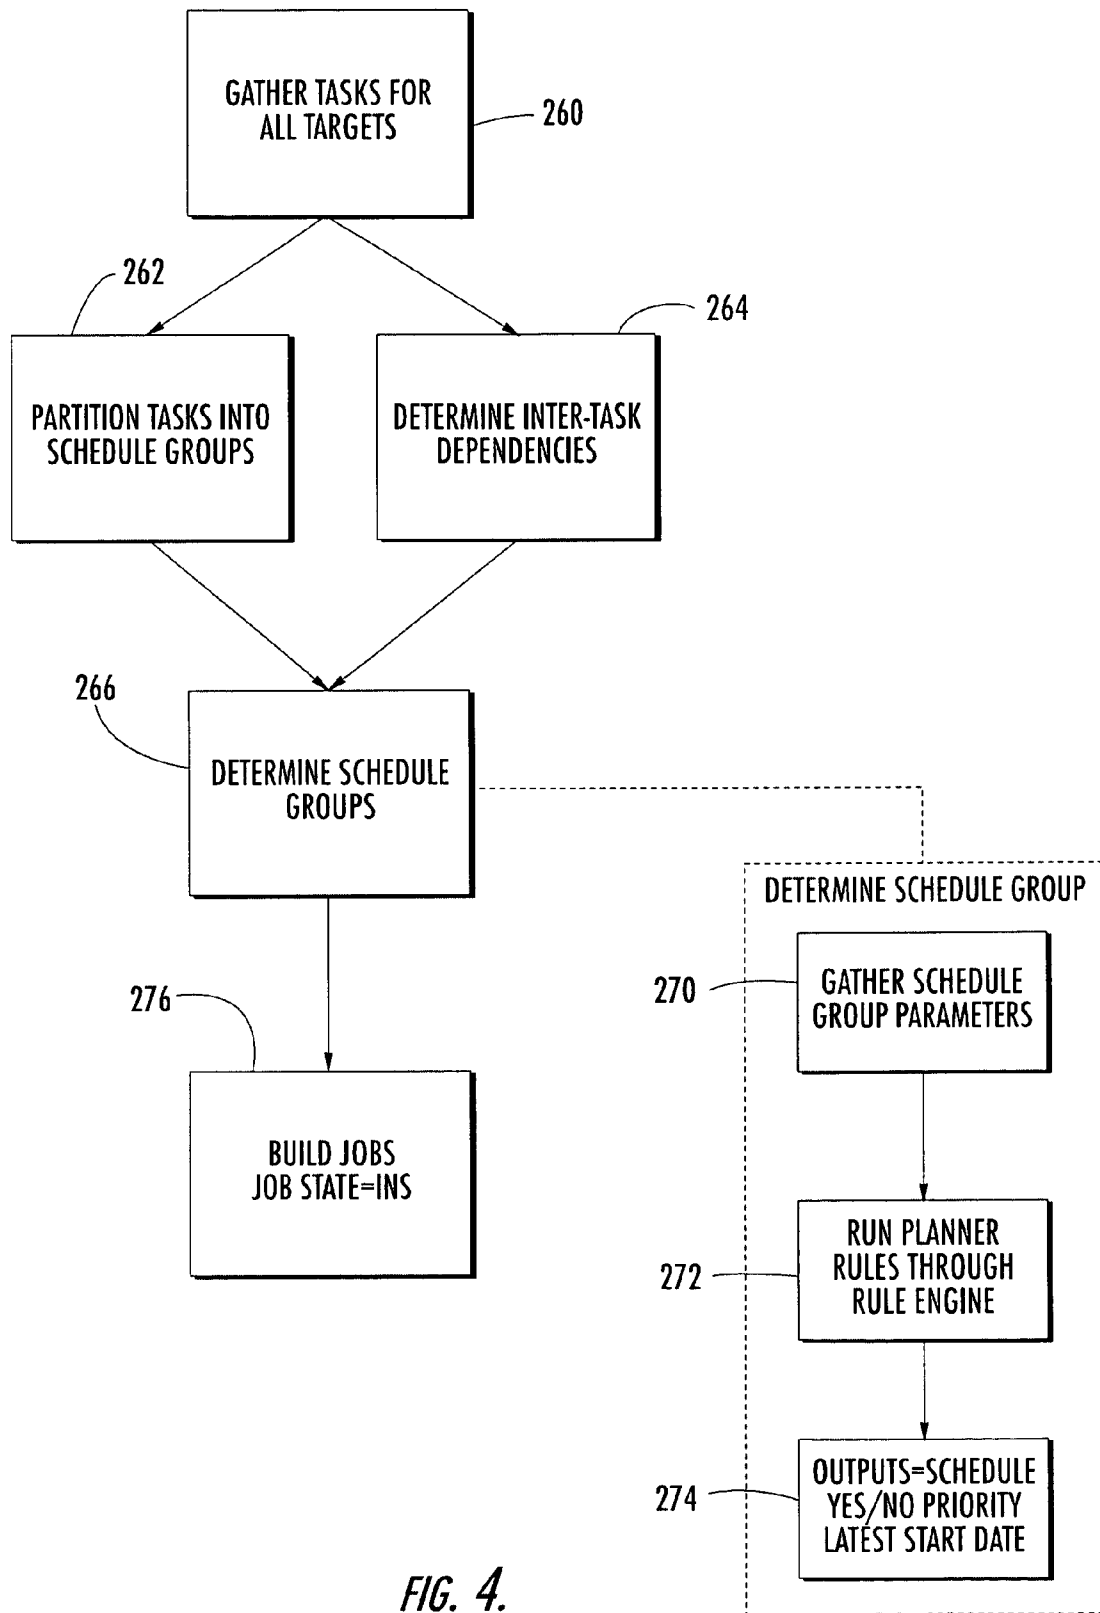 GATHER TASKS FOR
ALL TARGETS
260
262
264
PARTITION TASKS INTO
SCHEDULE GROUPS
DETERMINE INTER-TASK
DEPENDENCIES
266
DETERMINE SCHEDULE
GROUPS
DETERMINE SCHEDULE GROUP
270
GATHER SCHEDULE
GROUP PARAMETERS
276
BUILD JOBS
JOB STATE=INS
272
RUN PLANNER
RULES THROUGH
RULE ENGINE
274
OUTPUTS=SCHEDULE
YES/NO PRIORITY
LATEST START DATE
FIG. 4.